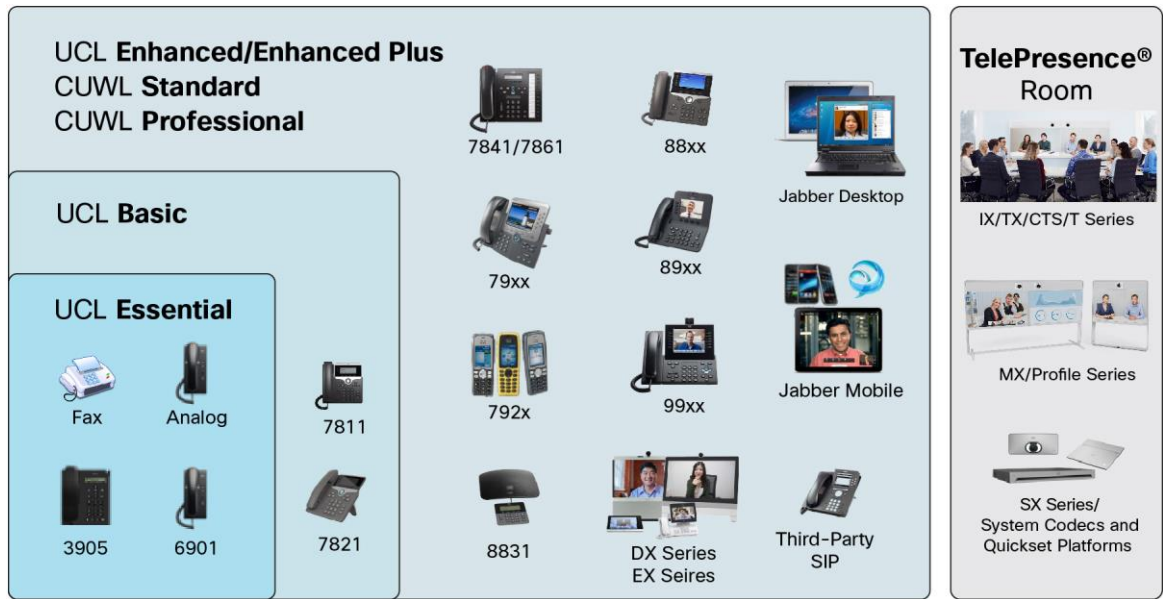 UCL Enhanced/Enhanced Plus
CUWL Standard
CUWL Professional
7841/7861
88xx
Jabber Desktop
UCL Basic
79xx
89xx
UCL Essential
Fax
Analog
7811
792x
99xx
Jabber Mobile
3905
6901
7821
8831
DX Series
EX Seires
Third-Party
SIP
TelePresence®
Room
IX/TX/CTS/T Series
MX/Profile Series
SX Series/
System Codecs and
Quickset Platforms